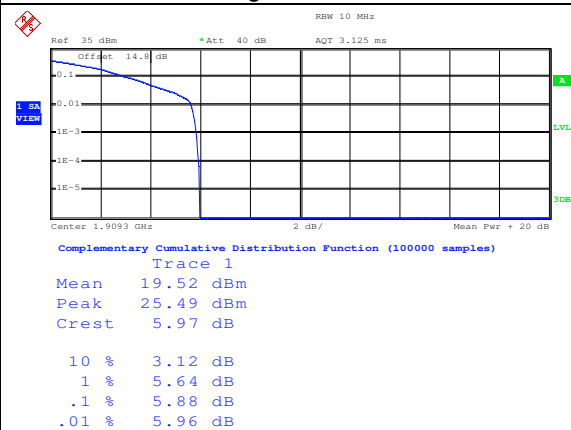 RBW 10 MHz
Ref 35 dBm *Att 40 dB AQT 3.125 ms
Offset 14.8 dB
0.1
A
0.01
1 SA
VIEW
1E-3
LVL
1E-4
1E-5
3DB
Center 1.9093 GHz 2 dB/ Mean Pwr + 20 dB
Complementary Cumulative Distribution Function (100000 samples)
Trace 1
Mean 19.52 dBm
Peak 25.49 dBm
Crest 5.97 dB
10 % 3.12 dB
1 % 5.64 dB
.1 % 5.88 dB
.01 % 5.96 dB